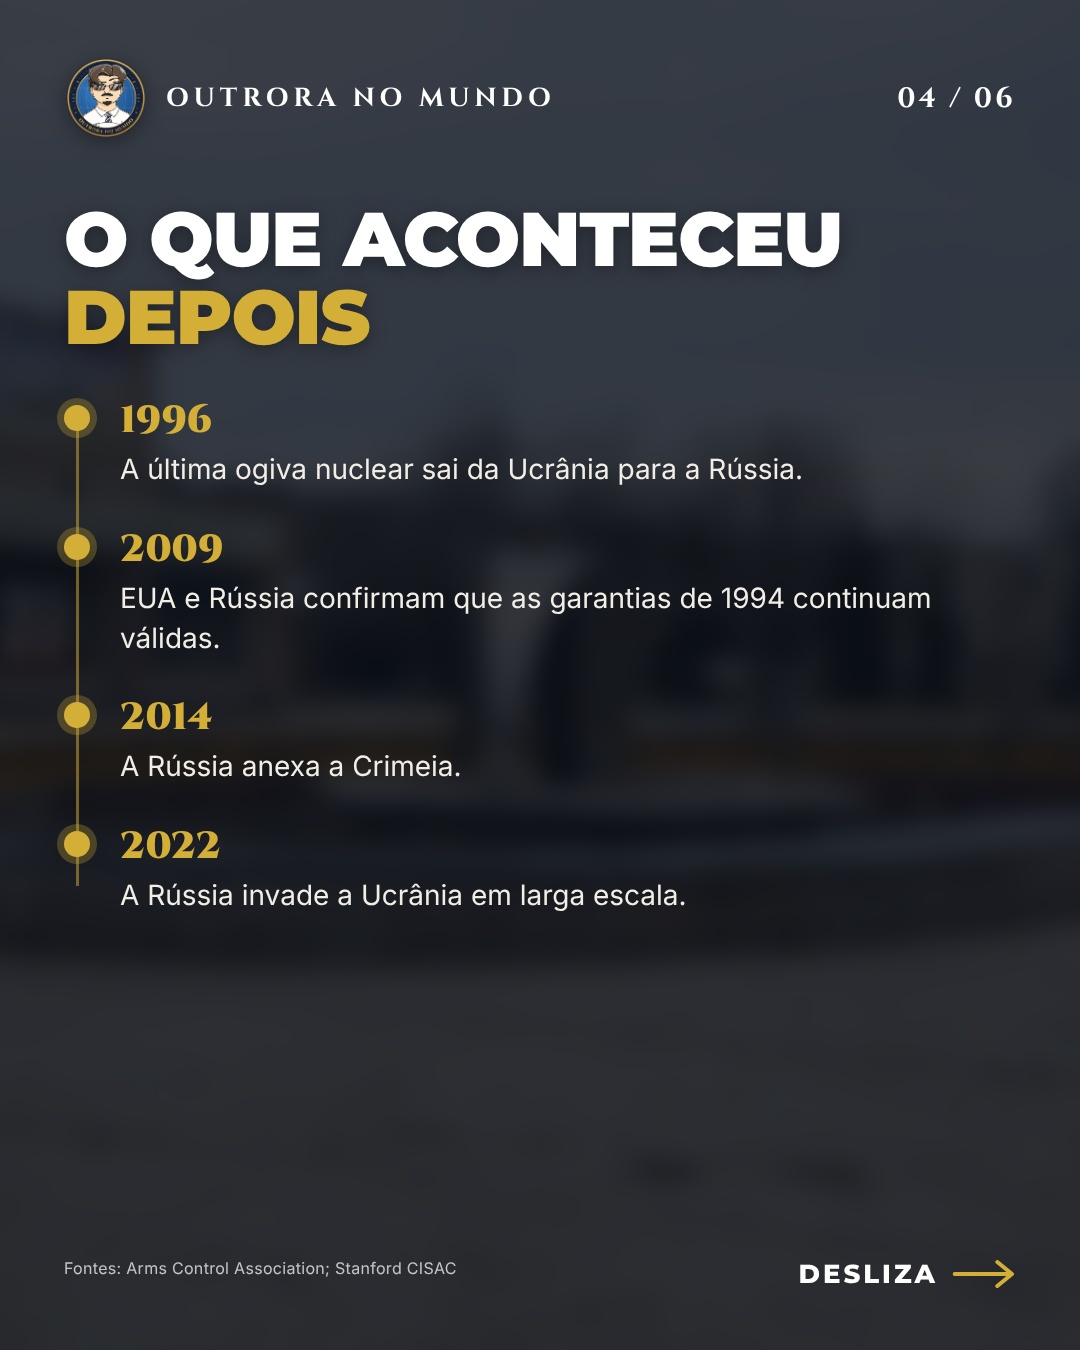 OUTRORA NO MUNDO
04 / 06
O QUE ACONTECEU
DEPOIS
1996
A última ogiva nuclear sai da Ucrânia para a Rússia.
2009
EUA e Rússia confirmam que as garantias de 1994 continuam
válidas.
2014
A Rússia anexa a Crimeia.
2022
A Rússia invade a Ucrânia em larga escala.
Fontes: Arms Control Association; Stanford CISAC
DESLIZA